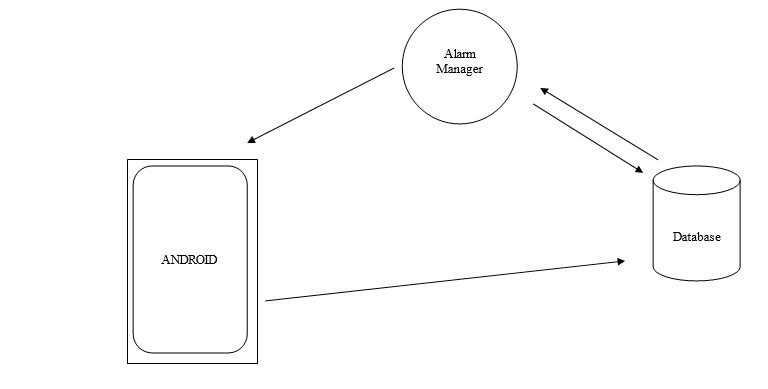 Alarm
Manager
Database
ANDROID